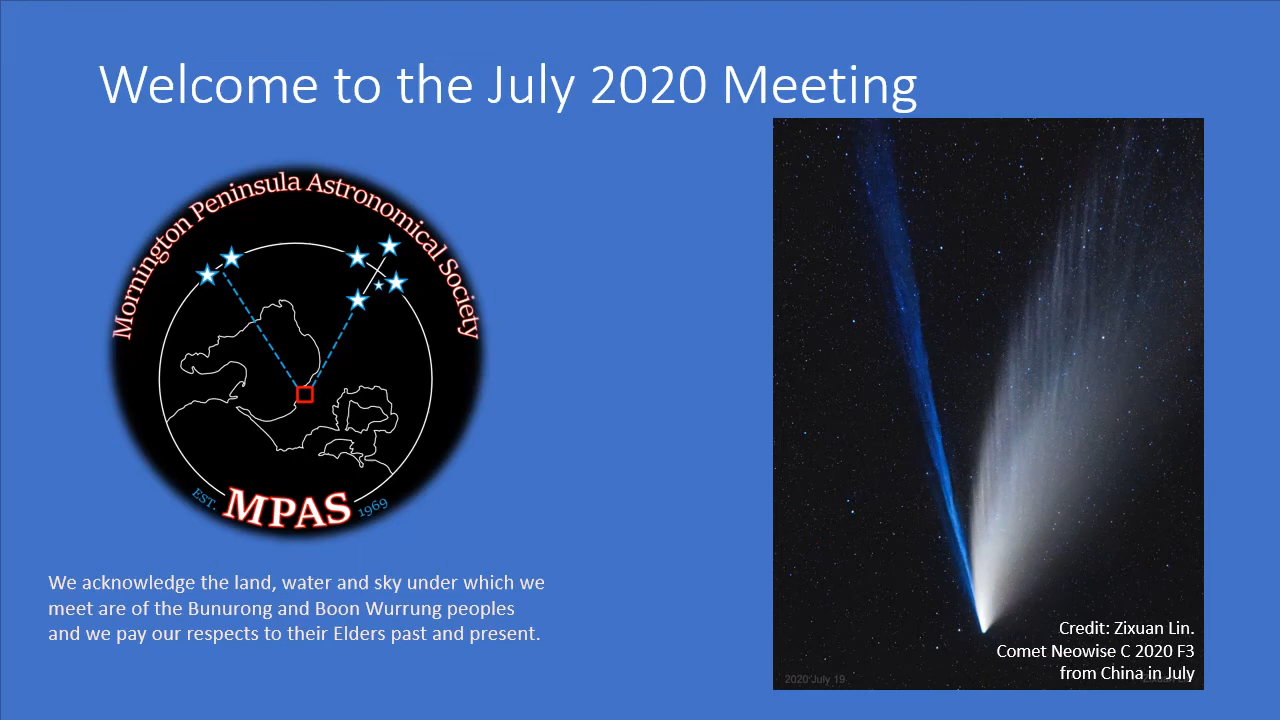 Welcome to the July 2020 Meeting
Mornington Peninsula Astronomical Society
EST. MPAS 1969
We acknowledge the land, water and sky under which we
meet are of the Bunurong and Boon Wurrung peoples
and we pay our respects to their Elders past and present.
Credit: Zixuan Lin.
Comet Neowise C 2020 F3
from China in July
2020 July 19